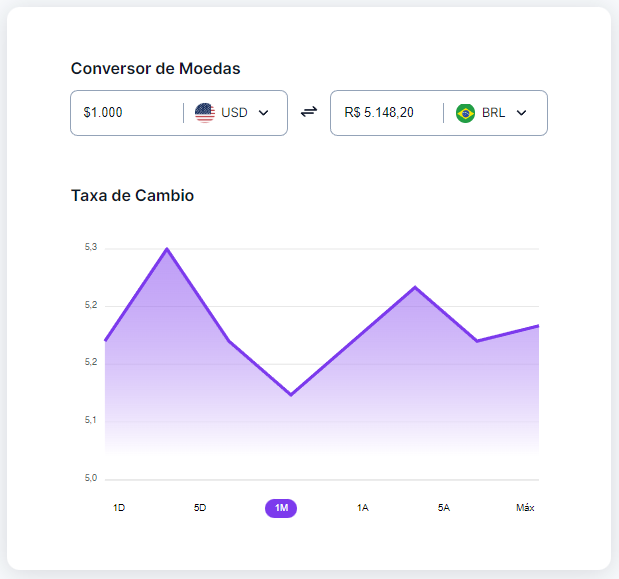 Conversor de Moedas
$1.000 USD R$ 5.148,20 BRL
Taxa de Cambio
5,3
5,2
5,2
5,1
5,0
1D 5D 1M 1A 5A Máx